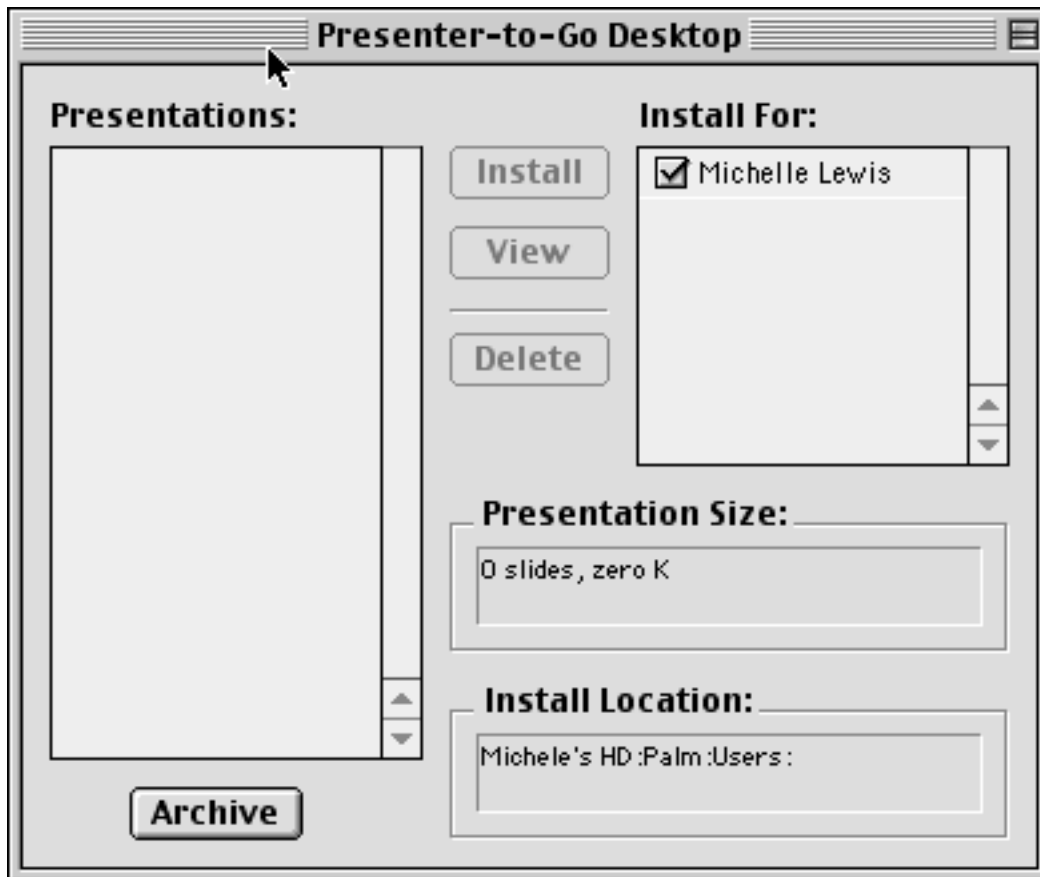 Presenter-to-Go Desktop
Presentations:
Install For:
Install
Michelle Lewis
View
Delete
Presentation Size:
0 slides, zero K
Install Location:
Michele's HD:Palm:Users:
Archive